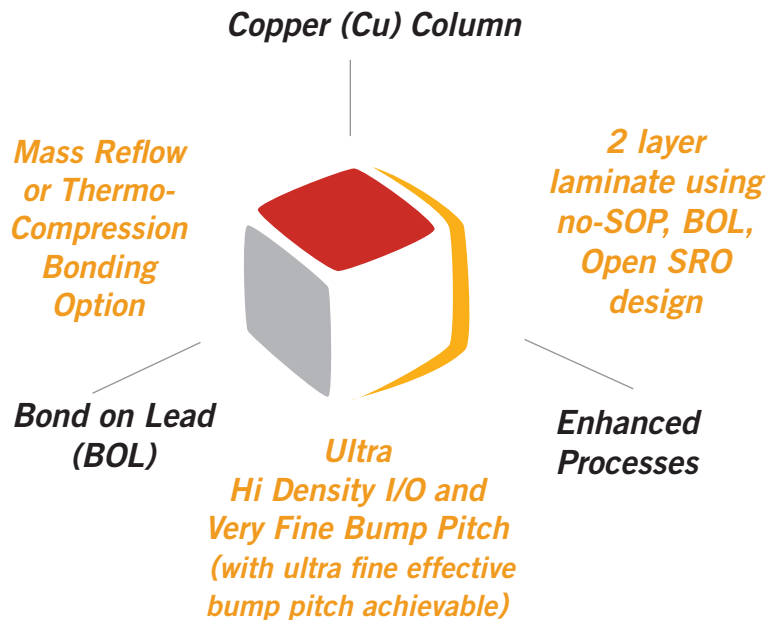 Copper (Cu) Column
Mass Reflow
or Thermo-
Compression
Bonding
Option
2 layer
laminate using
no-SOP, BOL,
Open SRO
design
Bond on Lead
(BOL)
Enhanced
Processes
Ultra
Hi Density I/O and
Very Fine Bump Pitch
(with ultra fine effective
bump pitch achievable)